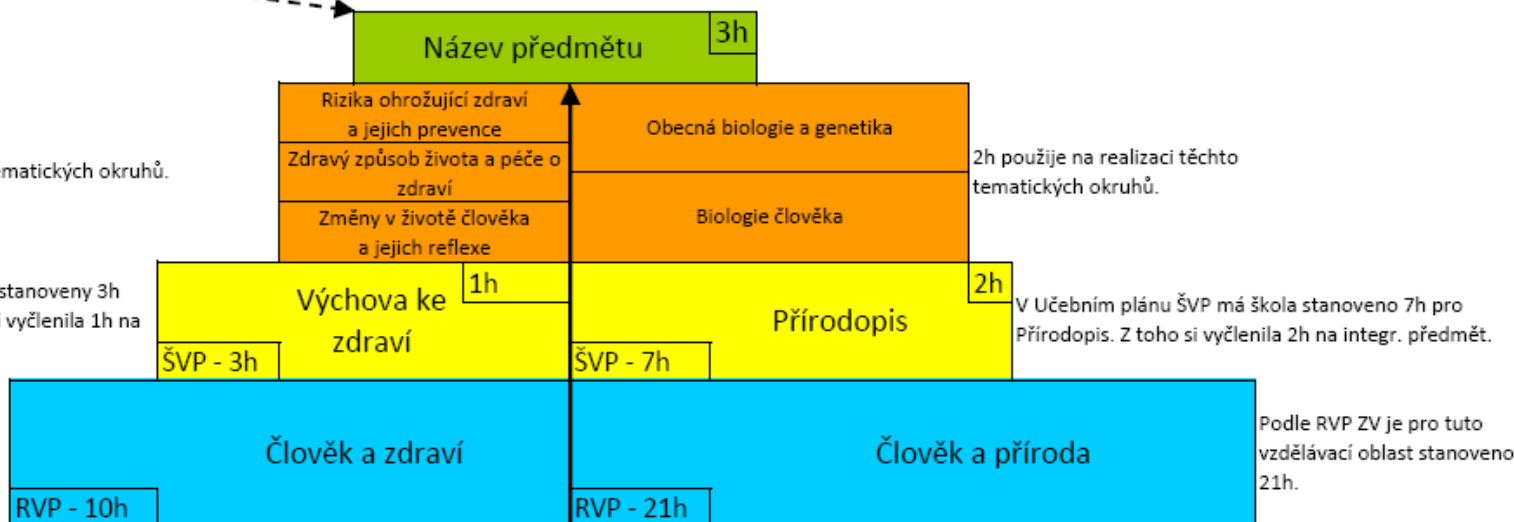 Název předmětu
3h
Rizika ohrožující zdraví
a jejich prevence
Obecná biologie a genetika
Zdravý způsob života a péče o
zdraví
2h použije na realizaci těchto
tematických okruhů.
ematických okruhů.
Změny v životě člověka
a jejich reflexe
Biologie člověka
stanoveny 3h
i vyčlenila 1h na
Výchova ke
zdraví
1h
ŠVP - 3h
Přírodopis
2h
ŠVP - 7h
V Učebním plánu ŠVP má škola stanoveno 7h pro
Přírodopis. Z toho si vyčlenila 2h na integr. předmět.
Člověk a zdraví
RVP - 10h
Člověk a příroda
RVP - 21h
Podle RVP ZV je pro tuto
vzdělávací oblast stanoveno
21h.